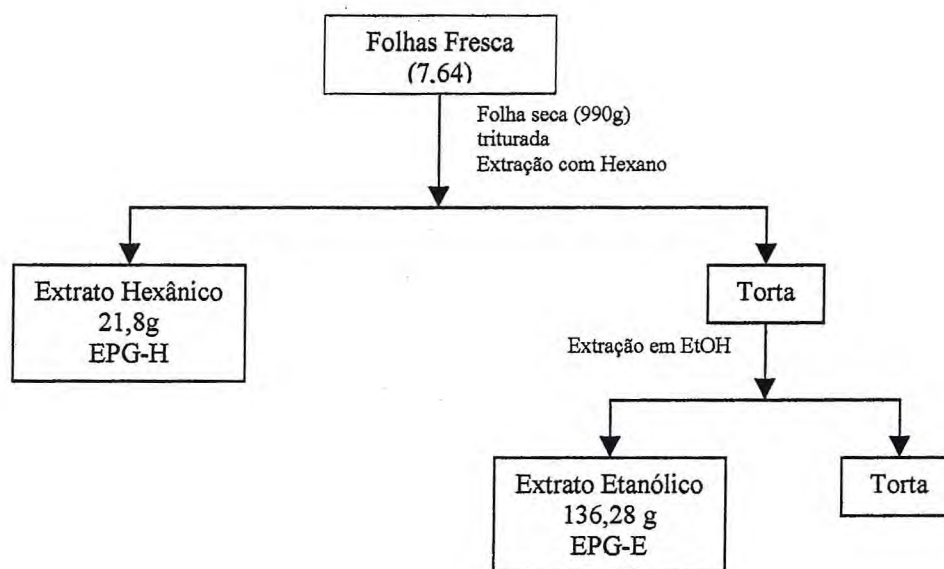 Folhas Fresca
(7.64)
Folha seca (990g)
triturada
Extração com Hexano
Extrato Hexânico
21,8g
EPG-H
Torta
Extração em EtOH
Extrato Etanólico
136,28 g
EPG-E
Torta